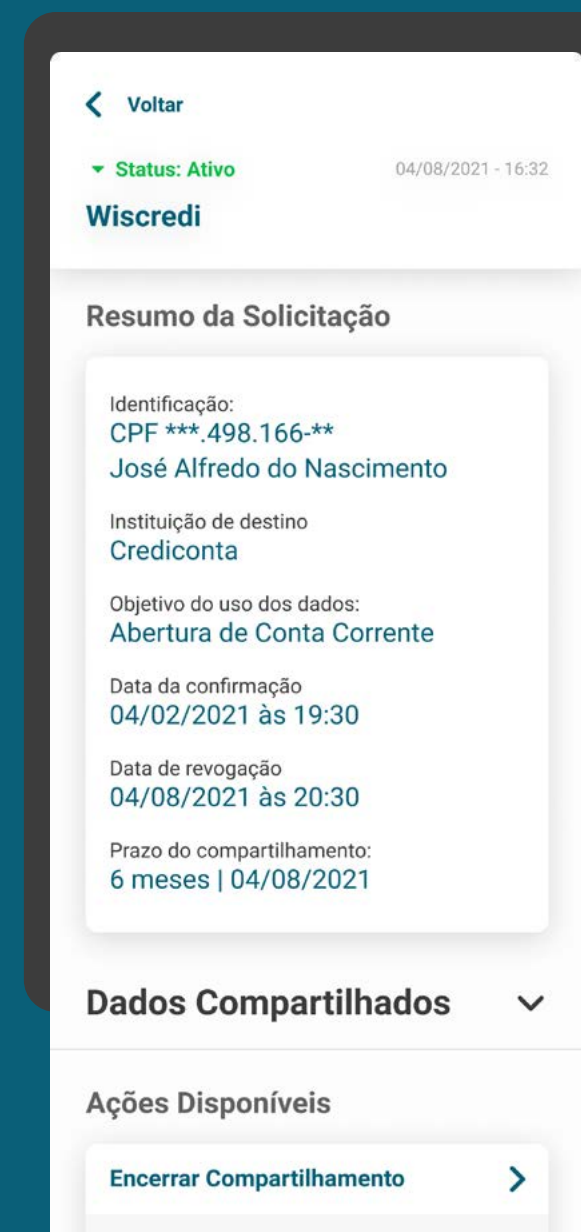 Voltar
Status: Ativo 04/08/2021 - 16:32
Wiscredi
Resumo da Solicitação
Identificação:
CPF ***.498.166-**
José Alfredo do Nascimento
Instituição de destino
Crediconta
Objetivo do uso dos dados:
Abertura de Conta Corrente
Data da confirmação
04/02/2021 às 19:30
Data de revogação
04/08/2021 às 20:30
Prazo do compartilhamento:
6 meses | 04/08/2021
Dados Compartilhados
Ações Disponíveis
Encerrar Compartilhamento